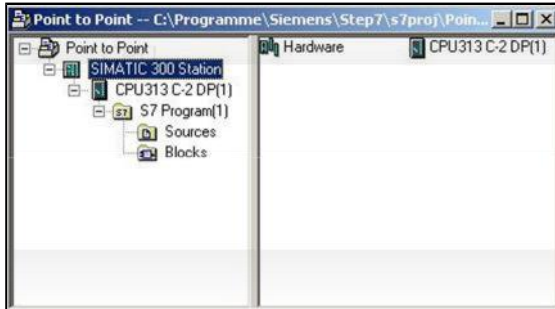 Point to Point -- C:\Programme\Siemens\Step7\s7proj\Poin...
Point to Point
SIMATIC 300 Station
CPU313 C-2 DP(1)
S7 Program(1)
Sources
Blocks
Hardware
CPU313 C-2 DP(1)